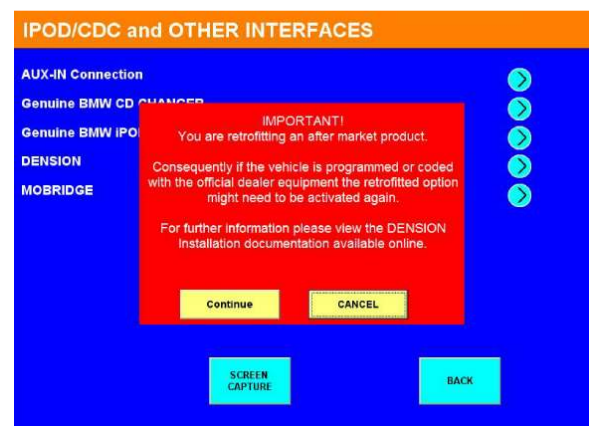 IPOD/CDC and OTHER INTERFACES
AUX-IN Connection
Genuine BMW CD CHANGER
Genuine BMW iPO
DENSION
MOBRIDGE
IMPORTANT!
You are retrofitting an after market product.
Consequently if the vehicle is programmed or coded
with the official dealer equipment the retrofitted option
might need to be activated again.
For further information please view the DENSION
Installation documentation available online.
Continue
CANCEL
SCREEN
CAPTURE
BACK